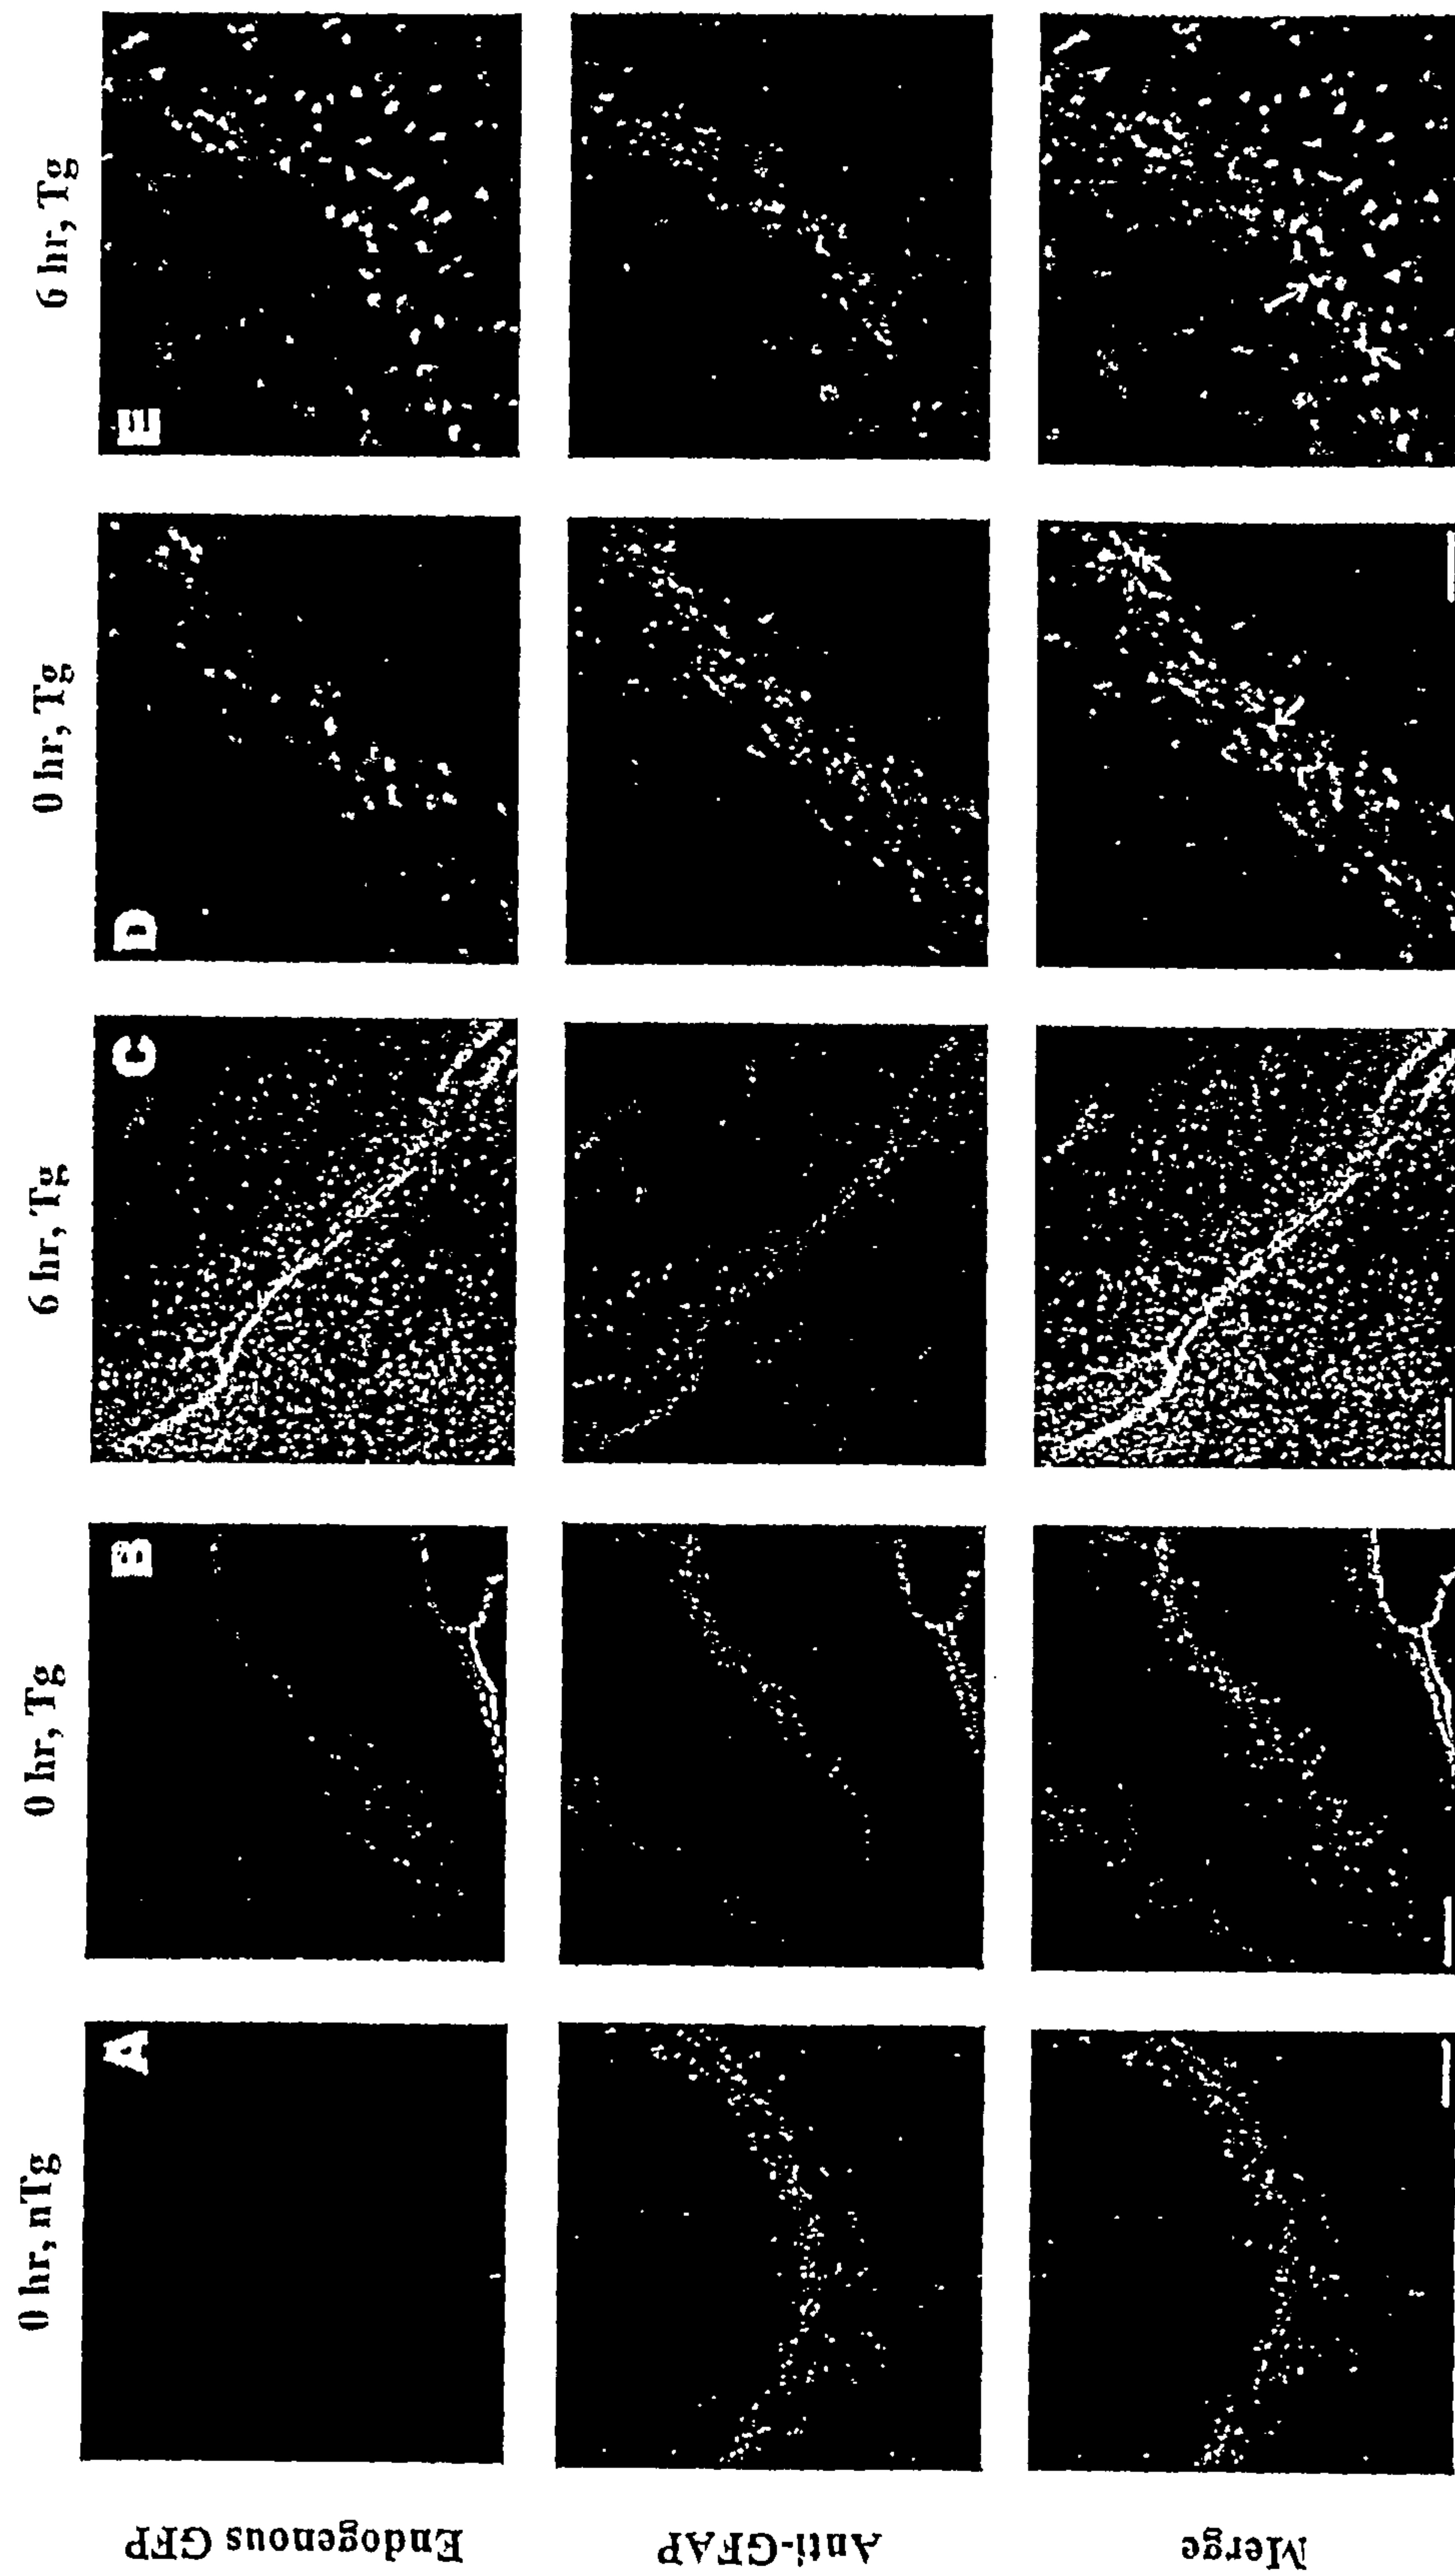 0 hr, nTg
0 hr, Tg
6 hr, Tg
0 hr, Tg
6 hr, Tg
A
B
C
D
E
Endogenous GFP
Anti-GFAP
Merge